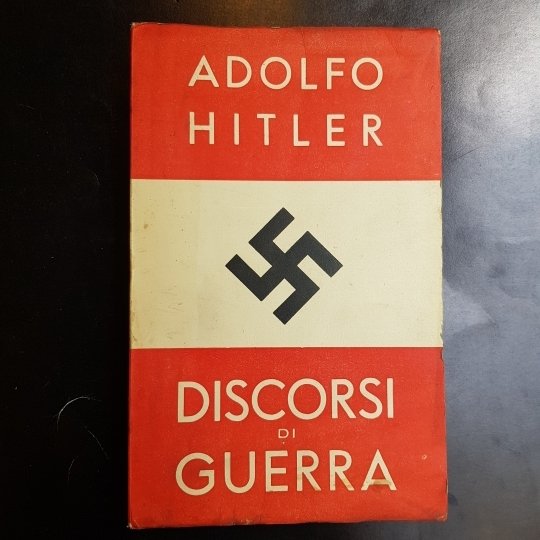 ADOLFO
HITLER
DISCORSI
DI
GUERRA